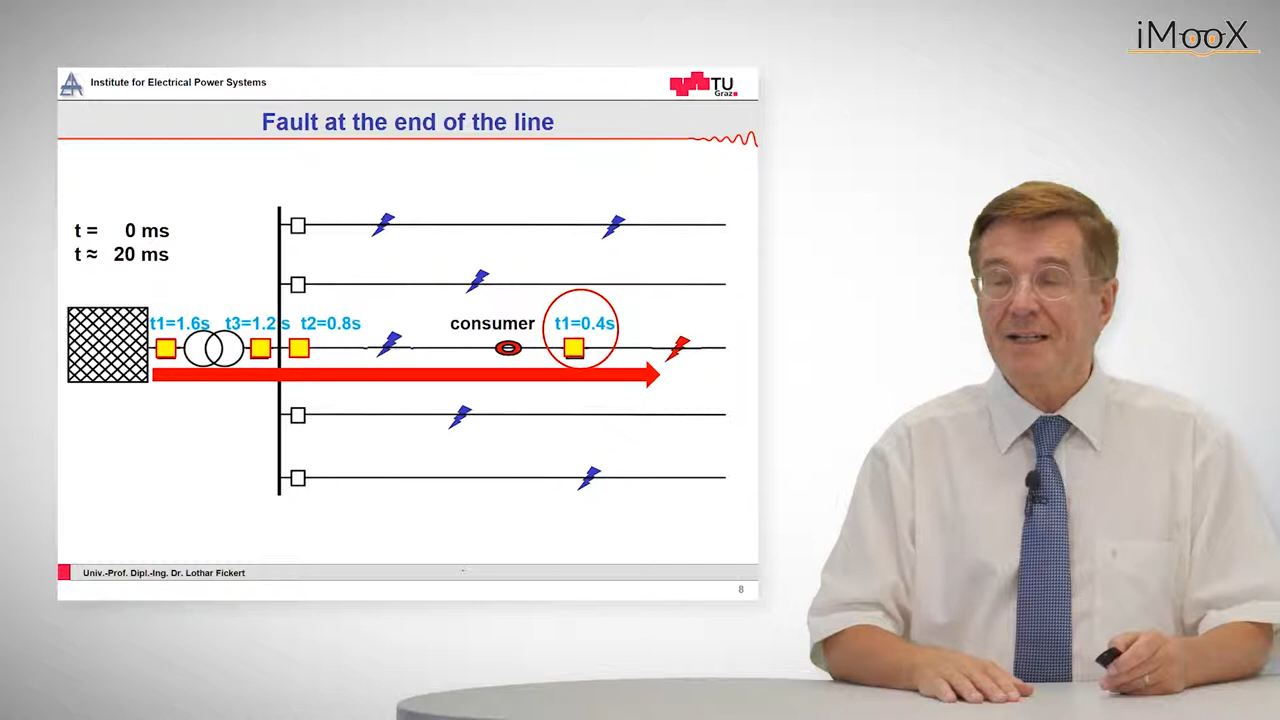 iMooX
Institute for Electrical Power Systems
TU
Graz
Fault at the end of the line
t = 0 ms
t ≈ 20 ms
t1=1.6s t3=1.2 s t2=0.8s consumer t1=0.4s
Univ.-Prof. Dipl.-Ing. Dr. Lothar Fickert
8